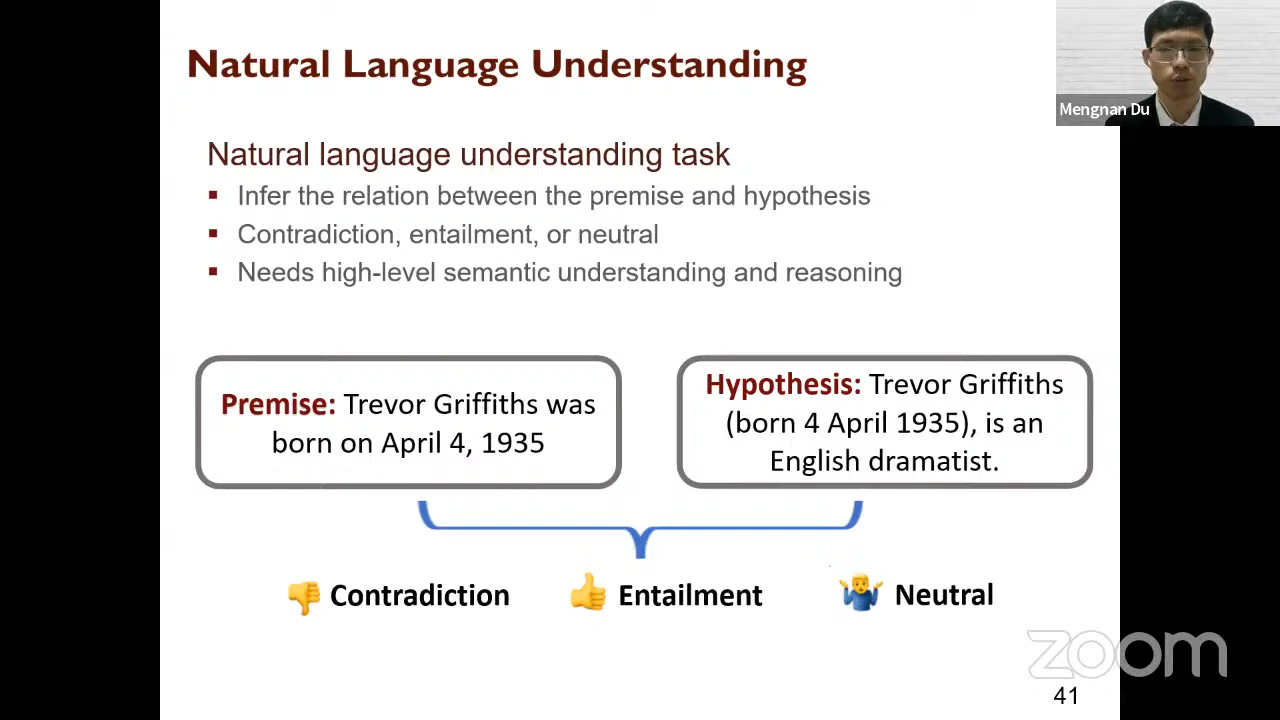 Natural Language Understanding
Mengnan Du
Natural language understanding task
Infer the relation between the premise and hypothesis
Contradiction, entailment, or neutral
Needs high-level semantic understanding and reasoning
Premise: Trevor Griffiths was
born on April 4, 1935
Hypothesis: Trevor Griffiths
(born 4 April 1935), is an
English dramatist.
Contradiction
Entailment
Neutral
zoom
41